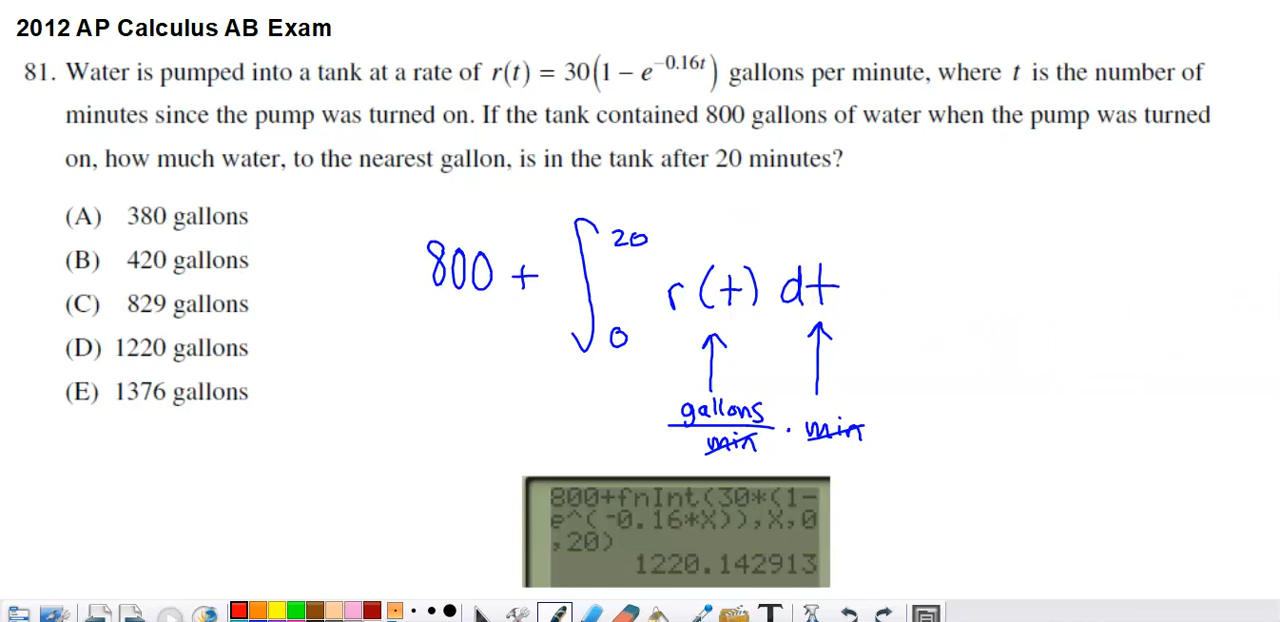 2012 AP Calculus AB Exam
81. Water is pumped into a tank at a rate of r(t) = 30(1 − e^{−0.16t}) gallons per minute, where t is the number of
minutes since the pump was turned on. If the tank contained 800 gallons of water when the pump was turned
on, how much water, to the nearest gallon, is in the tank after 20 minutes?
(A) 380 gallons
(B) 420 gallons
(C) 829 gallons
(D) 1220 gallons
(E) 1376 gallons
800 + ∫_0^20 r(t) dt
gallons/min · min
800+fnInt(30*(1-
e^(-0.16*X)),X,0
,20)
1220.142913
T